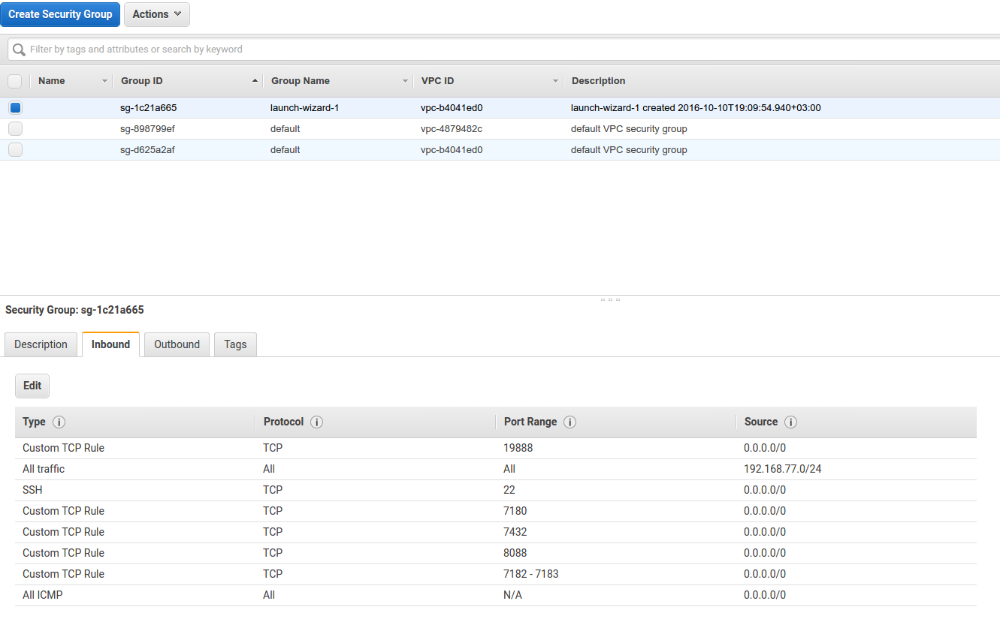 Create Security Group Actions
Filter by tags and attributes or search by keyword
Name Group ID Group Name VPC ID Description
sg-1c21a665 launch-wizard-1 vpc-b4041ed0 launch-wizard-1 created 2016-10-10T19:09:54.940+03:00
sg-898799ef default vpc-4879482c default VPC security group
sg-d625a2af default vpc-b4041ed0 default VPC security group
Security Group: sg-1c21a665
Description Inbound Outbound Tags
Edit
Type i Protocol i Port Range i Source i
Custom TCP Rule TCP 19888 0.0.0.0/0
All traffic All All 192.168.77.0/24
SSH TCP 22 0.0.0.0/0
Custom TCP Rule TCP 7180 0.0.0.0/0
Custom TCP Rule TCP 7432 0.0.0.0/0
Custom TCP Rule TCP 8088 0.0.0.0/0
Custom TCP Rule TCP 7182 - 7183 0.0.0.0/0
All ICMP All N/A 0.0.0.0/0